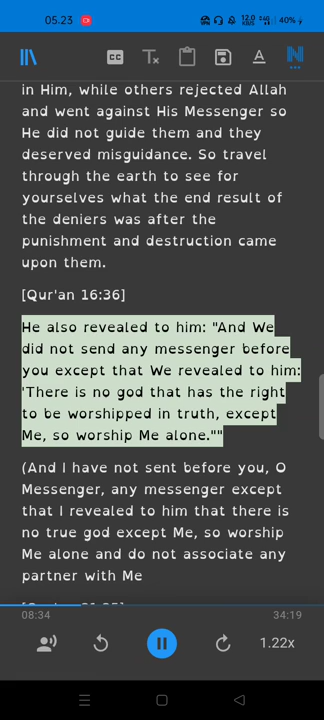 05.23
12.0
KB/S
40%
CC
T
A
N
in Him, while others rejected Allah
and went against His Messenger so
He did not guide them and they
deserved misguidance. So travel
through the earth to see for
yourselves what the end result of
the deniers was after the
punishment and destruction came
upon them.
[Qur'an 16:36]
He also revealed to him: "And We
did not send any messenger before
you except that We revealed to him:
'There is no god that has the right
to be worshipped in truth, except
Me, so worship Me alone.""
(And I have not sent before you, O
Messenger, any messenger except
that I revealed to him that there is
no true god except Me, so worship
Me alone and do not associate any
partner with Me
08:34
34:19
1.22x